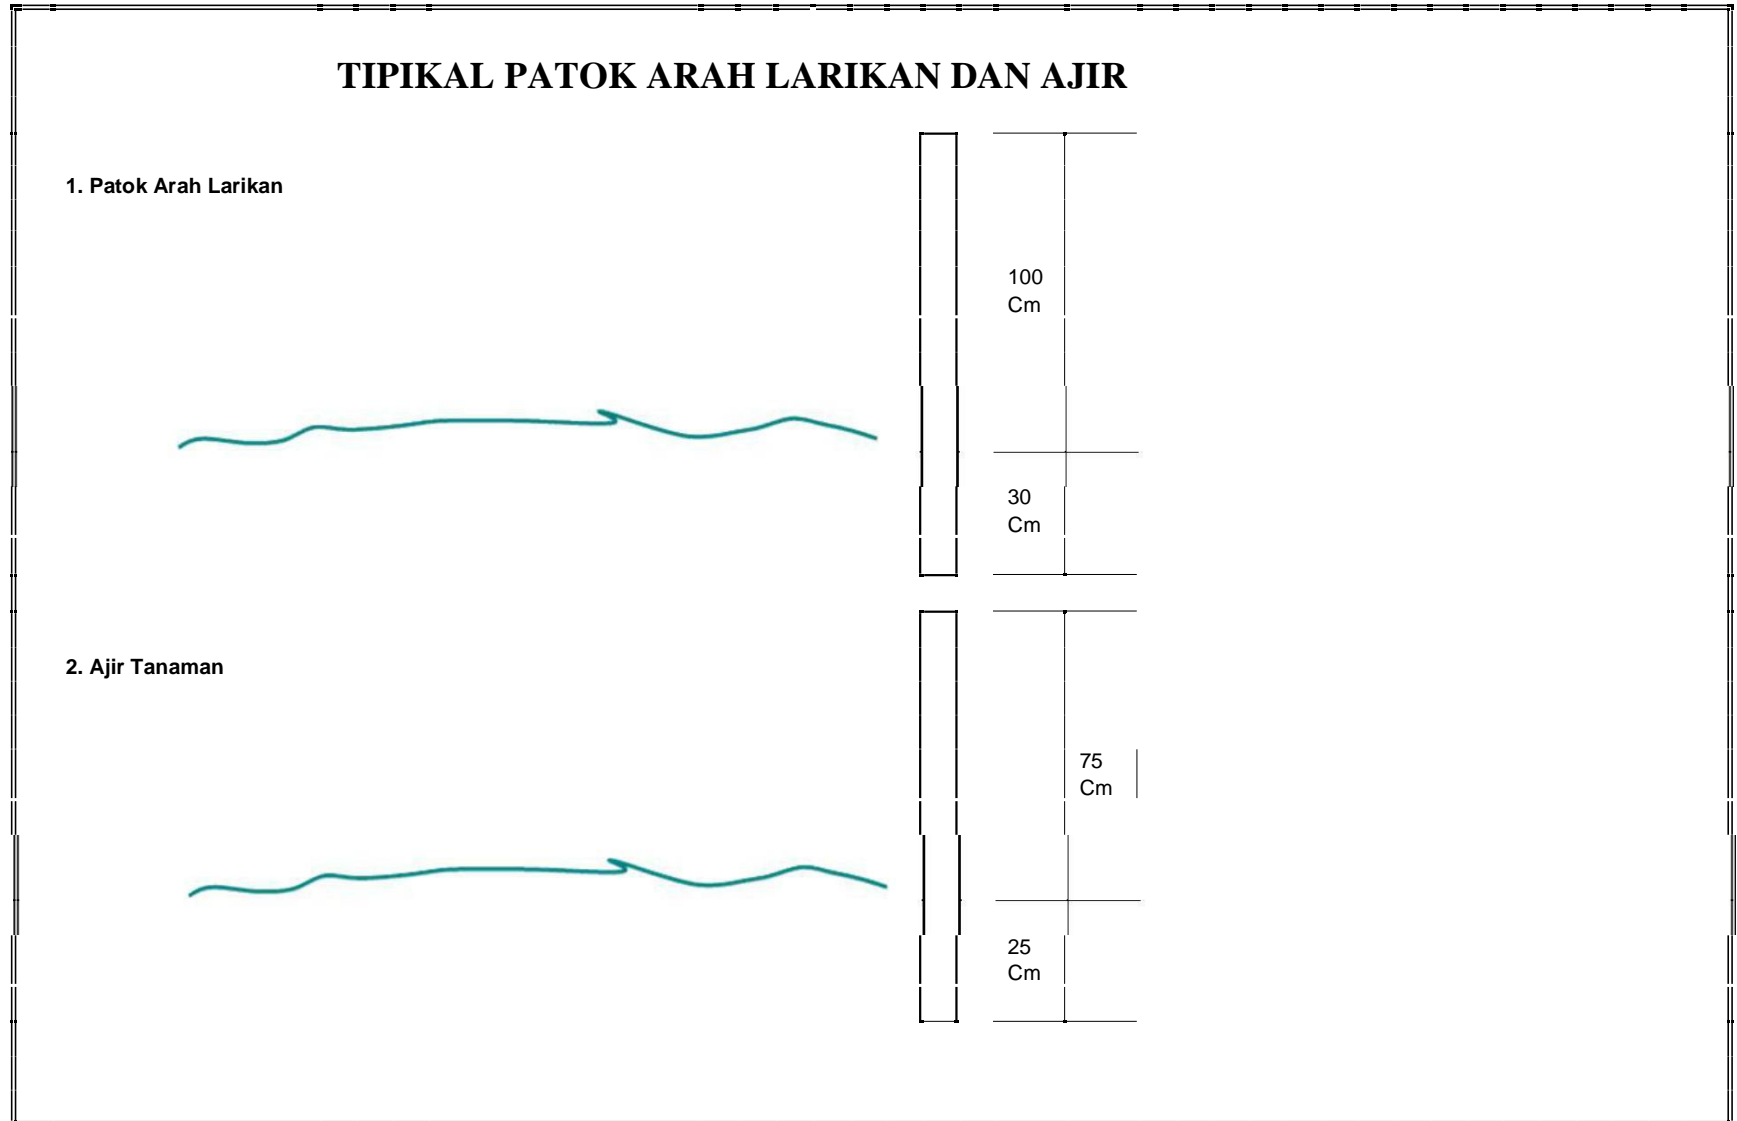 TIPIKAL PATOK ARAH LARIKAN DAN AJIR
1. Patok Arah Larikan
100
Cm
30
Cm
2. Ajir Tanaman
75
Cm
25
Cm